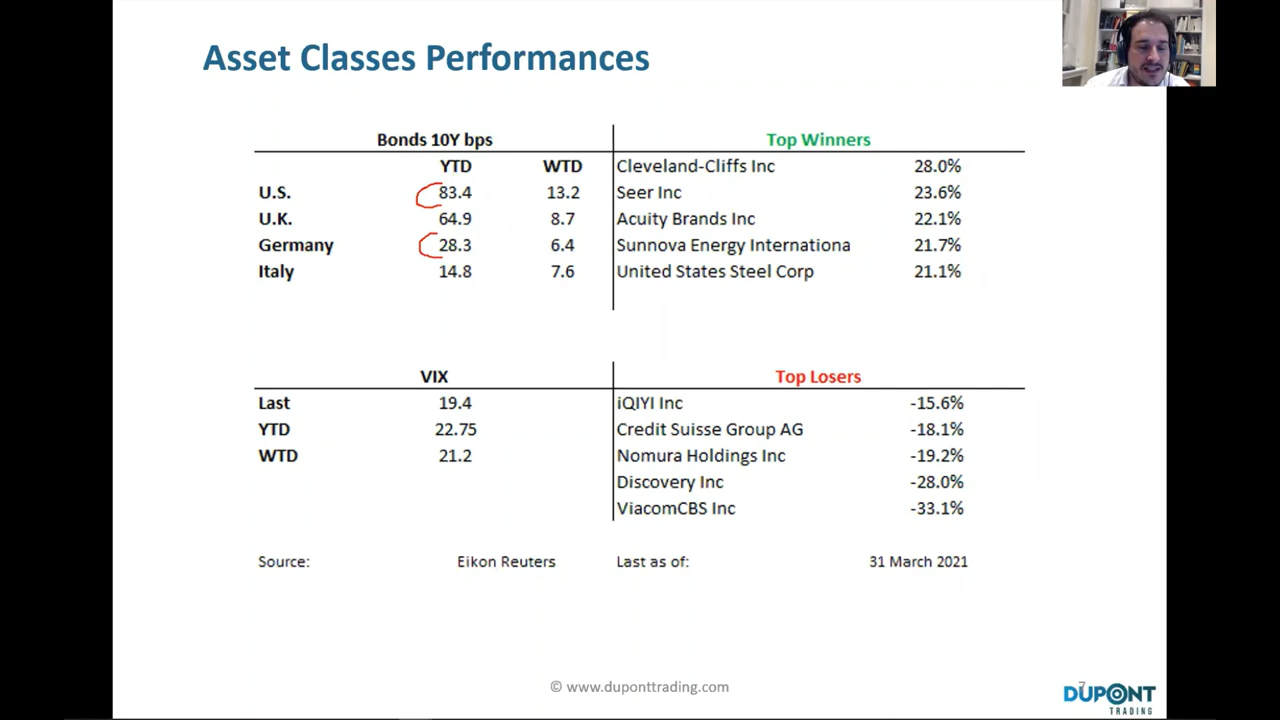 Asset Classes Performances
Bonds 10Y bps
YTD WTD
U.S. 83.4 13.2
U.K. 64.9 8.7
Germany 28.3 6.4
Italy 14.8 7.6
Top Winners
Cleveland-Cliffs Inc 28.0%
Seer Inc 23.6%
Acuity Brands Inc 22.1%
Sunnova Energy Internationa 21.7%
United States Steel Corp 21.1%
VIX
Last 19.4
YTD 22.75
WTD 21.2
Top Losers
iQIYI Inc -15.6%
Credit Suisse Group AG -18.1%
Nomura Holdings Inc -19.2%
Discovery Inc -28.0%
ViacomCBS Inc -33.1%
Source: Eikon Reuters Last as of: 31 March 2021
© www.duponttrading.com
7
DUPONT
TRADING